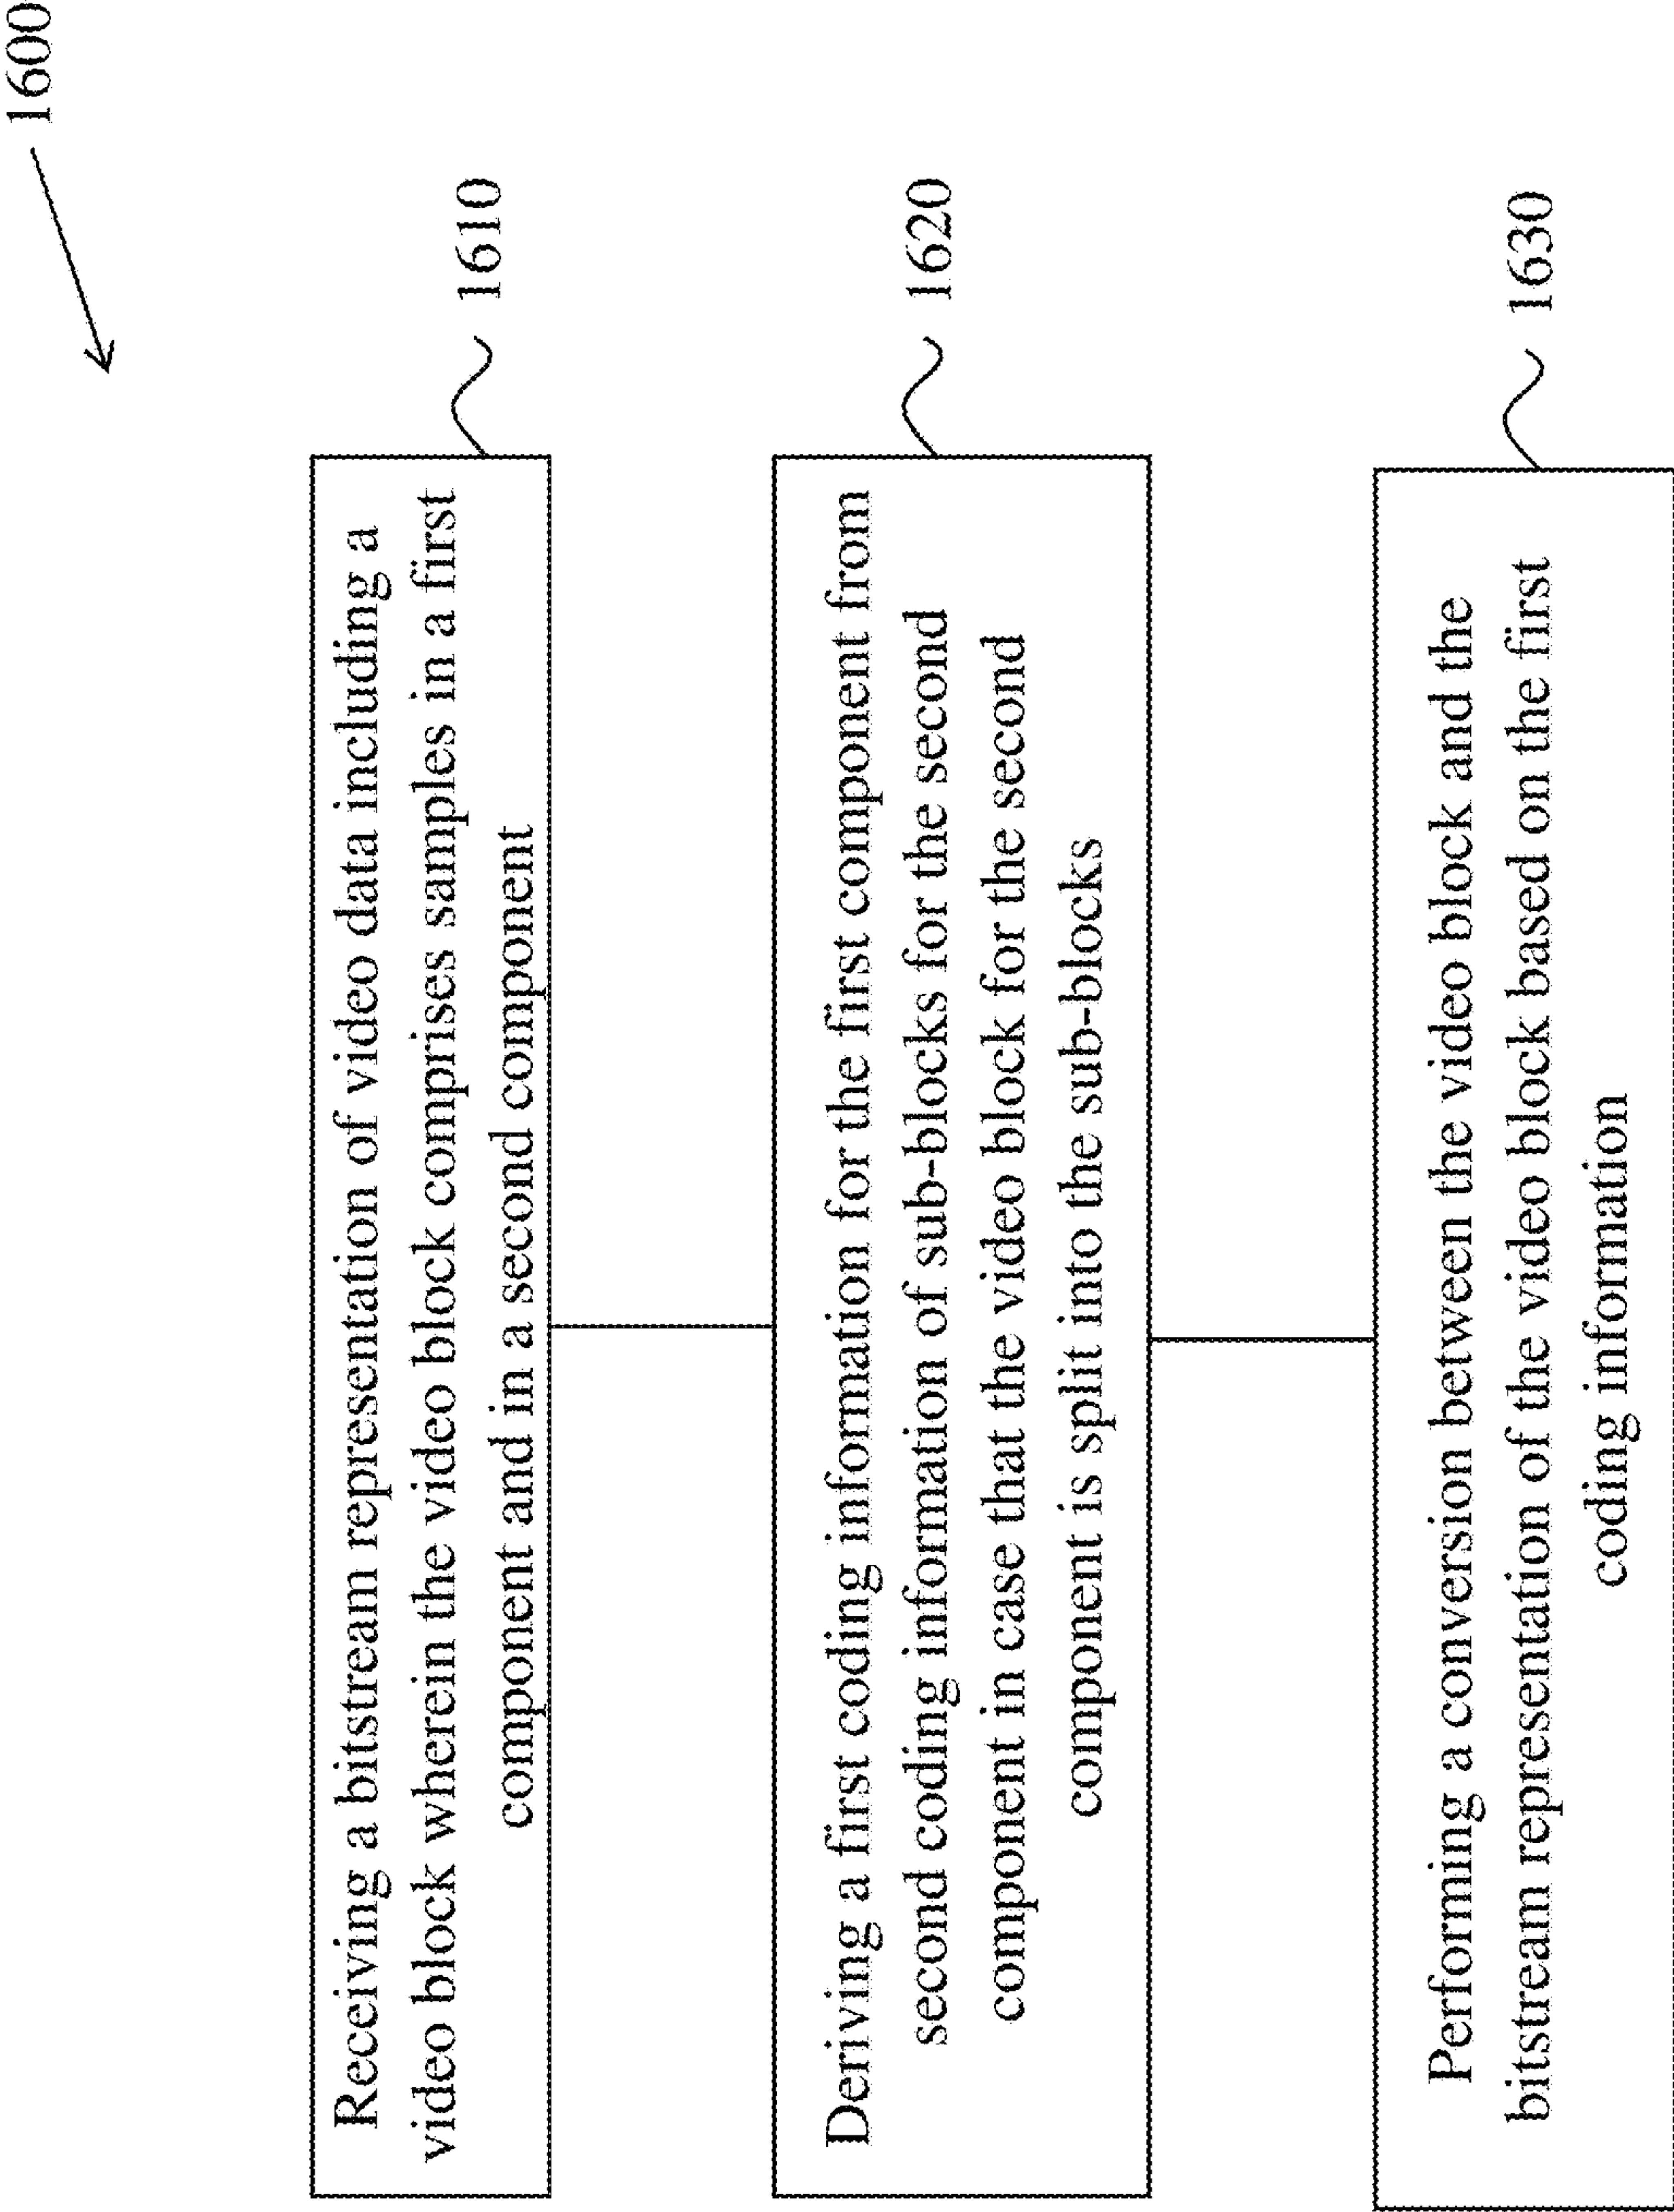 1600
Receiving a bitstream representation of video data including a
video block wherein the video block comprises samples in a first
component and in a second component
1610
Deriving a first coding information for the first component from
second coding information of sub-blocks for the second
component in case that the video block for the second
component is split into the sub-blocks
1620
Performing a conversion between the video block and the
bitstream representation of the video block based on the first
coding information
1630